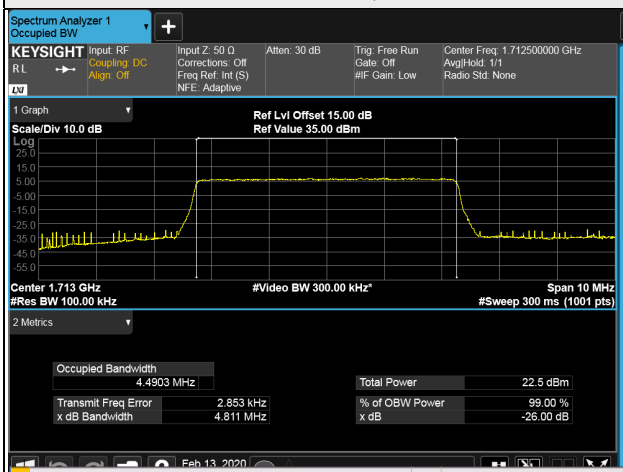 Spectrum Analyzer 1
Occupied BW
+
KEYSIGHT Input: RF Input Z: 50 Ω Atten: 30 dB Trig: Free Run Center Freq: 1.712500000 GHz
RL Coupling: DC Corrections: Off Gate: Off Avg|Hold: 1/1
Align: Off Freq Ref: Int (S) #IF Gain: Low Radio Std: None
LXI NFE: Adaptive
1 Graph
Ref Lvl Offset 15.00 dB
Scale/Div 10.0 dB Ref Value 35.00 dBm
Log
25.0
15.0
5.00
-5.00
-15.0
-25.0
-35.0
-45.0
-55.0
Center 1.713 GHz #Video BW 300.00 kHz* Span 10 MHz
#Res BW 100.00 kHz #Sweep 300 ms (1001 pts)
2 Metrics
Occupied Bandwidth
4.4903 MHz Total Power 22.5 dBm
Transmit Freq Error 2.853 kHz % of OBW Power 99.00 %
x dB Bandwidth 4.811 MHz x dB -26.00 dB
Feb 13, 2020